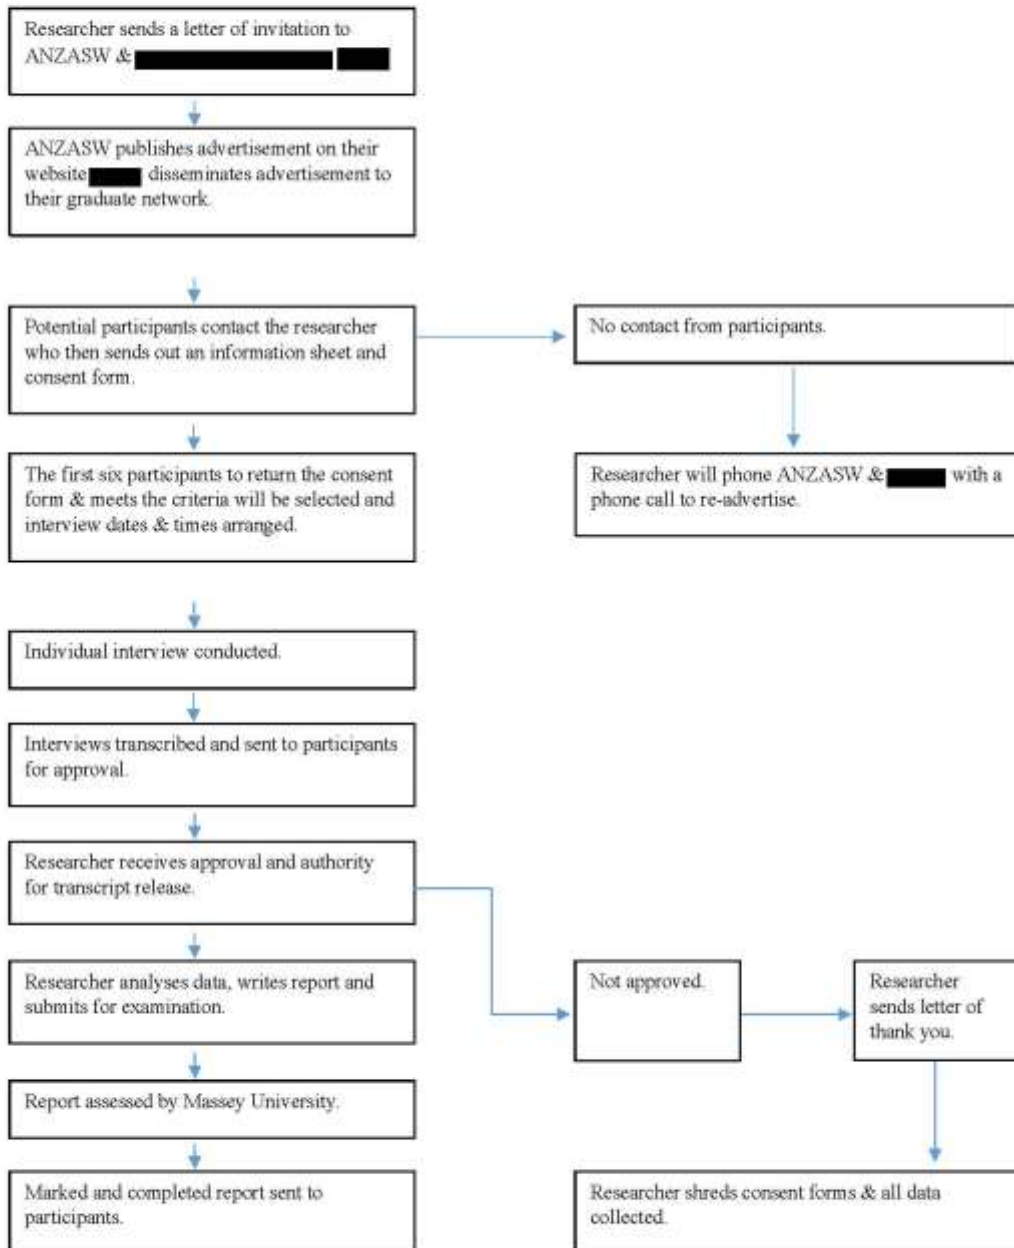 Researcher sends a letter of invitation to
ANZASW &
ANZASW publishes advertisement on their
website disseminates advertisement to
their graduate network.
Potential participants contact the researcher
who then sends out an information sheet and
consent form.
No contact from participants.
The first six participants to return the consent
form & meets the criteria will be selected and
interview dates & times arranged.
Researcher will phone ANZASW & with a
phone call to re-advertise.
Individual interview conducted.
Interviews transcribed and sent to participants
for approval.
Researcher receives approval and authority
for transcript release.
Researcher analyses data, writes report and
submits for examination.
Not approved.
Researcher
sends letter of
thank you.
Report assessed by Massey University.
Marked and completed report sent to
participants.
Researcher shreds consent forms & all data
collected.